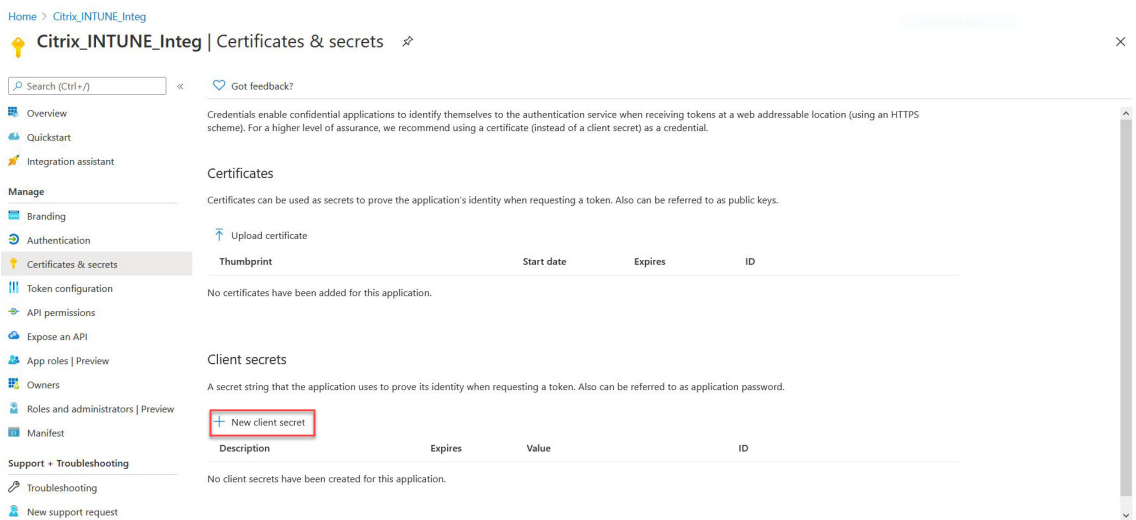 Home > Citrix_INTUNE_Integ
Citrix_INTUNE_Integ | Certificates & secrets
Search (Ctrl+/)
«
Got feedback?
Overview
Quickstart
Integration assistant
Manage
Branding
Authentication
Certificates & secrets
Token configuration
API permissions
Expose an API
App roles | Preview
Owners
Roles and administrators | Preview
Manifest
Support + Troubleshooting
Troubleshooting
New support request
Credentials enable confidential applications to identify themselves to the authentication service when receiving tokens at a web addressable location (using an HTTPS
scheme). For a higher level of assurance, we recommend using a certificate (instead of a client secret) as a credential.
Certificates
Certificates can be used as secrets to prove the application's identity when requesting a token. Also can be referred to as public keys.
Upload certificate
Thumbprint Start date Expires ID
No certificates have been added for this application.
Client secrets
A secret string that the application uses to prove its identity when requesting a token. Also can be referred to as application password.
New client secret
Description Expires Value ID
No client secrets have been created for this application.